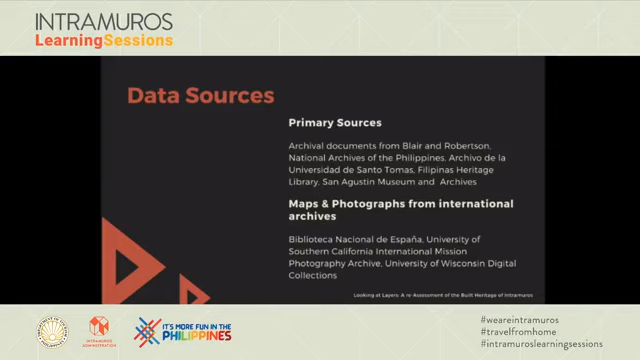 INTRAMUROS
LearningSessions
Data Sources
Primary Sources
Archival documents from Blair and Robertson,
National Archives of the Philippines, Archivo de la
Universidad de Santo Tomas, Filipinas Heritage
Library, San Agustin Museum and Archives
Maps & Photographs from international
archives
Biblioteca Nacional de España, University of
Southern California International Mission
Photography Archive, University of Wisconsin Digital
Collections
Looking at Layers: A re-Assessment of the Built Heritage of Intramuros
INTRAMUROS
ADMINISTRATION
IT'S MORE FUN IN THE
PHILIPPINES
#weareintramuros
#travelfromhome
#intramuroslearningsessions